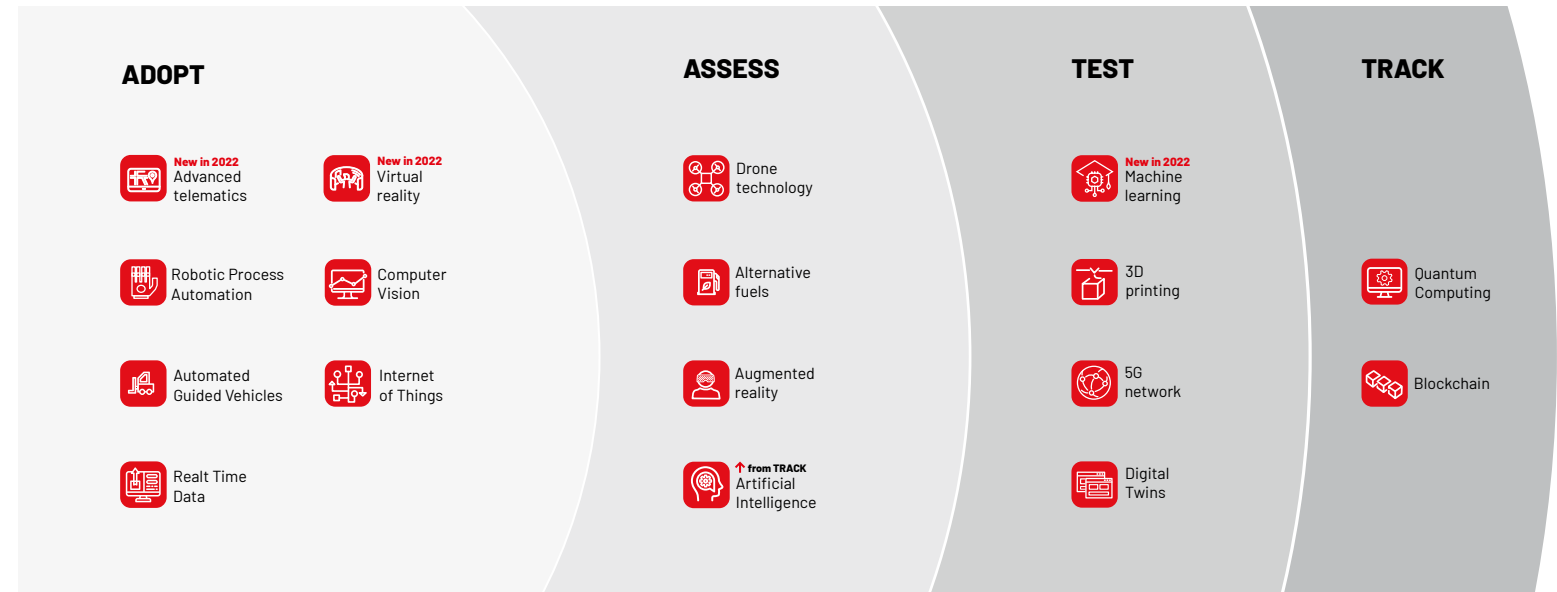 ADOPT
New in 2022
Advanced
telematics
New in 2022
Virtual
reality
Robotic Process
Automation
Computer
Vision
Automated
Guided Vehicles
Internet
of Things
Realt Time
Data
ASSESS
Drone
technology
Alternative
fuels
Augmented
reality
from TRACK
Artificial
Intelligence
TEST
New in 2022
Machine
learning
3D
printing
5G
network
Digital
Twins
TRACK
Quantum
Computing
Blockchain